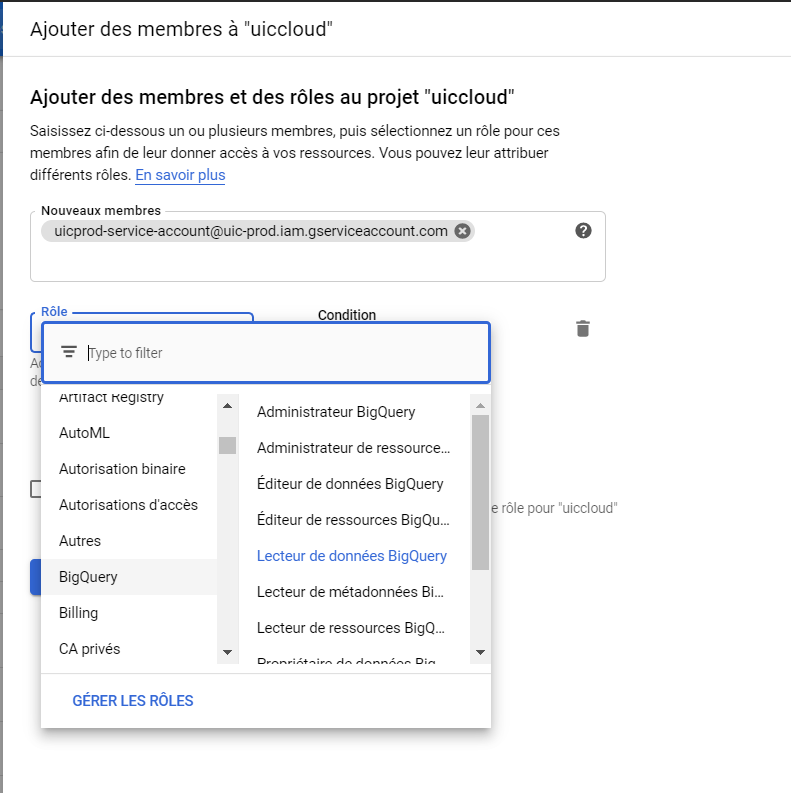 Ajouter des membres à "uiccloud"
Ajouter des membres et des rôles au projet "uiccloud"
Saisissez ci-dessous un ou plusieurs membres, puis sélectionnez un rôle pour ces
membres afin de leur donner accès à vos ressources. Vous pouvez leur attribuer
différents rôles. En savoir plus
Nouveaux membres
uicprod-service-account@uic-prod.iam.gserviceaccount.com
Rôle
Condition
Type to filter
Artifact Registry
AutoML
Autorisation binaire
Autorisations d'accès
Autres
BigQuery
Billing
CA privés
Administrateur BigQuery
Administrateur de ressource...
Éditeur de données BigQuery
Éditeur de ressources BigQu...
Lecteur de données BigQuery
Lecteur de métadonnées Bi...
Lecteur de ressources BigQ...
Propriétaire de données Big...
e rôle pour "uiccloud"
GÉRER LES RÔLES